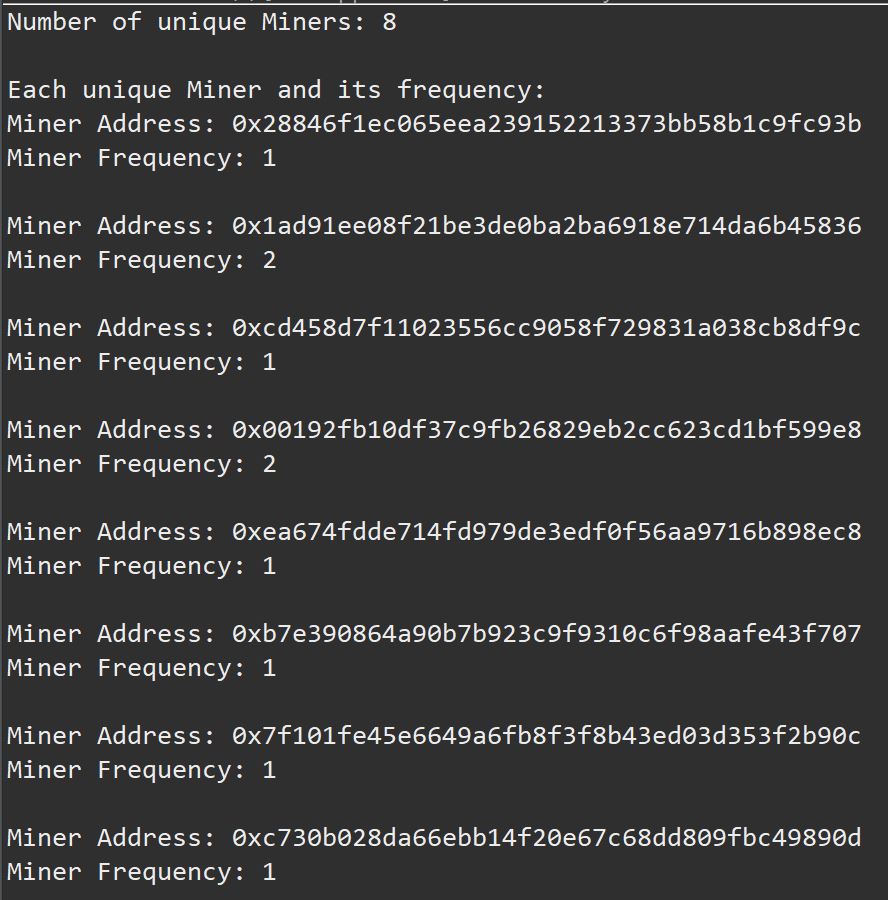 Number of unique Miners: 8
Each unique Miner and its frequency:
Miner Address: 0x28846f1ec065eea239152213373bb58b1c9fc93b
Miner Frequency: 1
Miner Address: 0x1ad91ee08f21be3de0ba2ba6918e714da6b45836
Miner Frequency: 2
Miner Address: 0xcd458d7f11023556cc9058f729831a038cb8df9c
Miner Frequency: 1
Miner Address: 0x00192fb10df37c9fb26829eb2cc623cd1bf599e8
Miner Frequency: 2
Miner Address: 0xea674fdde714fd979de3edf0f56aa9716b898ec8
Miner Frequency: 1
Miner Address: 0xb7e390864a90b7b923c9f9310c6f98aafe43f707
Miner Frequency: 1
Miner Address: 0x7f101fe45e6649a6fb8f3f8b43ed03d353f2b90c
Miner Frequency: 1
Miner Address: 0xc730b028da66ebb14f20e67c68dd809fbc49890d
Miner Frequency: 1